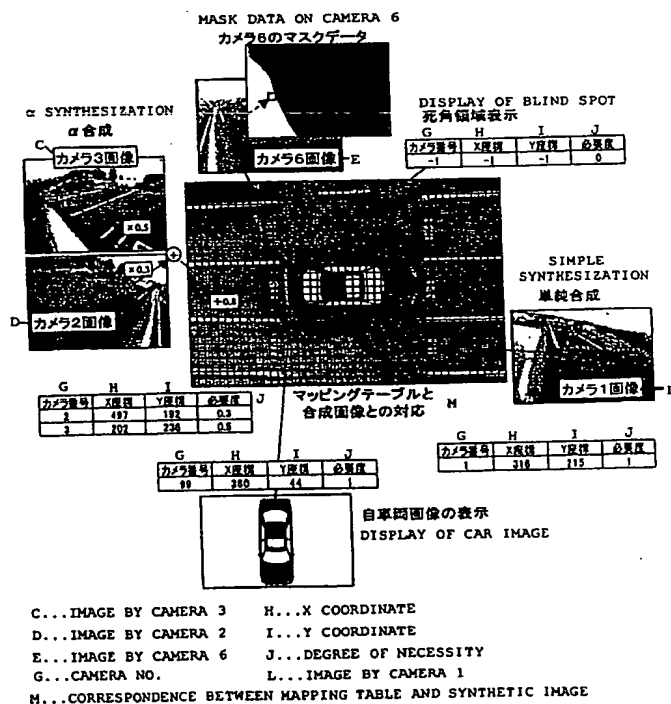 MASK DATA ON CAMERA 6
カメラ6のマスクデータ
α SYNTHESIZATION
α合成
C
カメラ3画像
×0.5
×0.3
D
カメラ2画像
カメラ6画像
E
DISPLAY OF BLIND SPOT
死角領域表示
G H I J
カメラ番号 X座標 Y座標 必要度
-1 -1 -1 0
÷0.8
SIMPLE
SYNTHESIZATION
単純合成
カメラ1画像
L
G H I J
カメラ番号 X座標 Y座標 必要度
2 497 192 0.3
3 202 236 0.5
マッピングテーブルと
合成画像との対応
M
G H I J
カメラ番号 X座標 Y座標 必要度
1 316 215 1
G H I J
カメラ番号 X座標 Y座標 必要度
99 380 44 1
自車両画像の表示
DISPLAY OF CAR IMAGE
C...IMAGE BY CAMERA 3
H...X COORDINATE
D...IMAGE BY CAMERA 2
I...Y COORDINATE
E...IMAGE BY CAMERA 6
J...DEGREE OF NECESSITY
G...CAMERA NO.
L...IMAGE BY CAMERA 1
M...CORRESPONDENCE BETWEEN MAPPING TABLE AND SYNTHETIC IMAGE